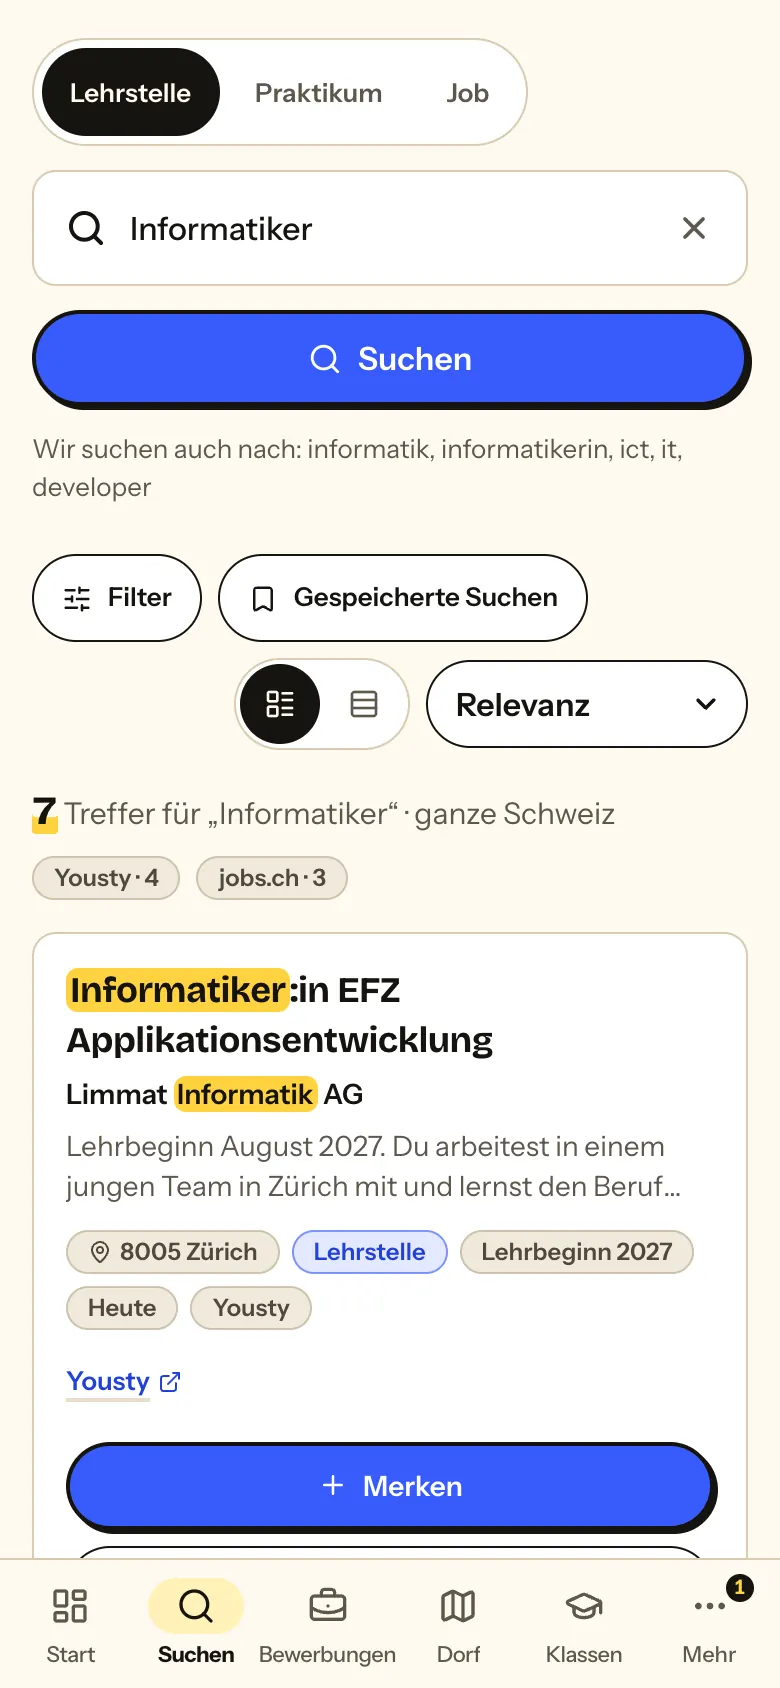 Lehrstelle Praktikum Job
Informatiker
Suchen
Wir suchen auch nach: informatik, informatikerin, ict, it,
developer
Filter Gespeicherte Suchen
Relevanz
7 Treffer für „Informatiker“ · ganze Schweiz
Yousty · 4 jobs.ch · 3
Informatiker:in EFZ
Applikationsentwicklung
Limmat Informatik AG
Lehrbeginn August 2027. Du arbeitest in einem
jungen Team in Zürich mit und lernst den Beruf...
8005 Zürich Lehrstelle Lehrbeginn 2027
Heute Yousty
Yousty
+ Merken
1
Start Suchen Bewerbungen Dorf Klassen Mehr